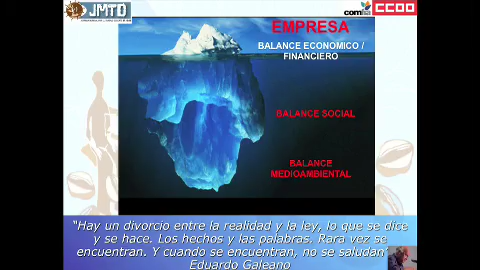 JMTD
comfia
CCOO
EMPRESA
BALANCE ECONOMICO /
FINANCIERO
BALANCE SOCIAL
BALANCE
MEDIOAMBIENTAL
"Hay un divorcio entre la realidad y la ley, lo que se dice
y se hace. Los hechos y las palabras. Rara vez se
encuentran. Y cuando se encuentran, no se saludan"
Eduardo Galeano